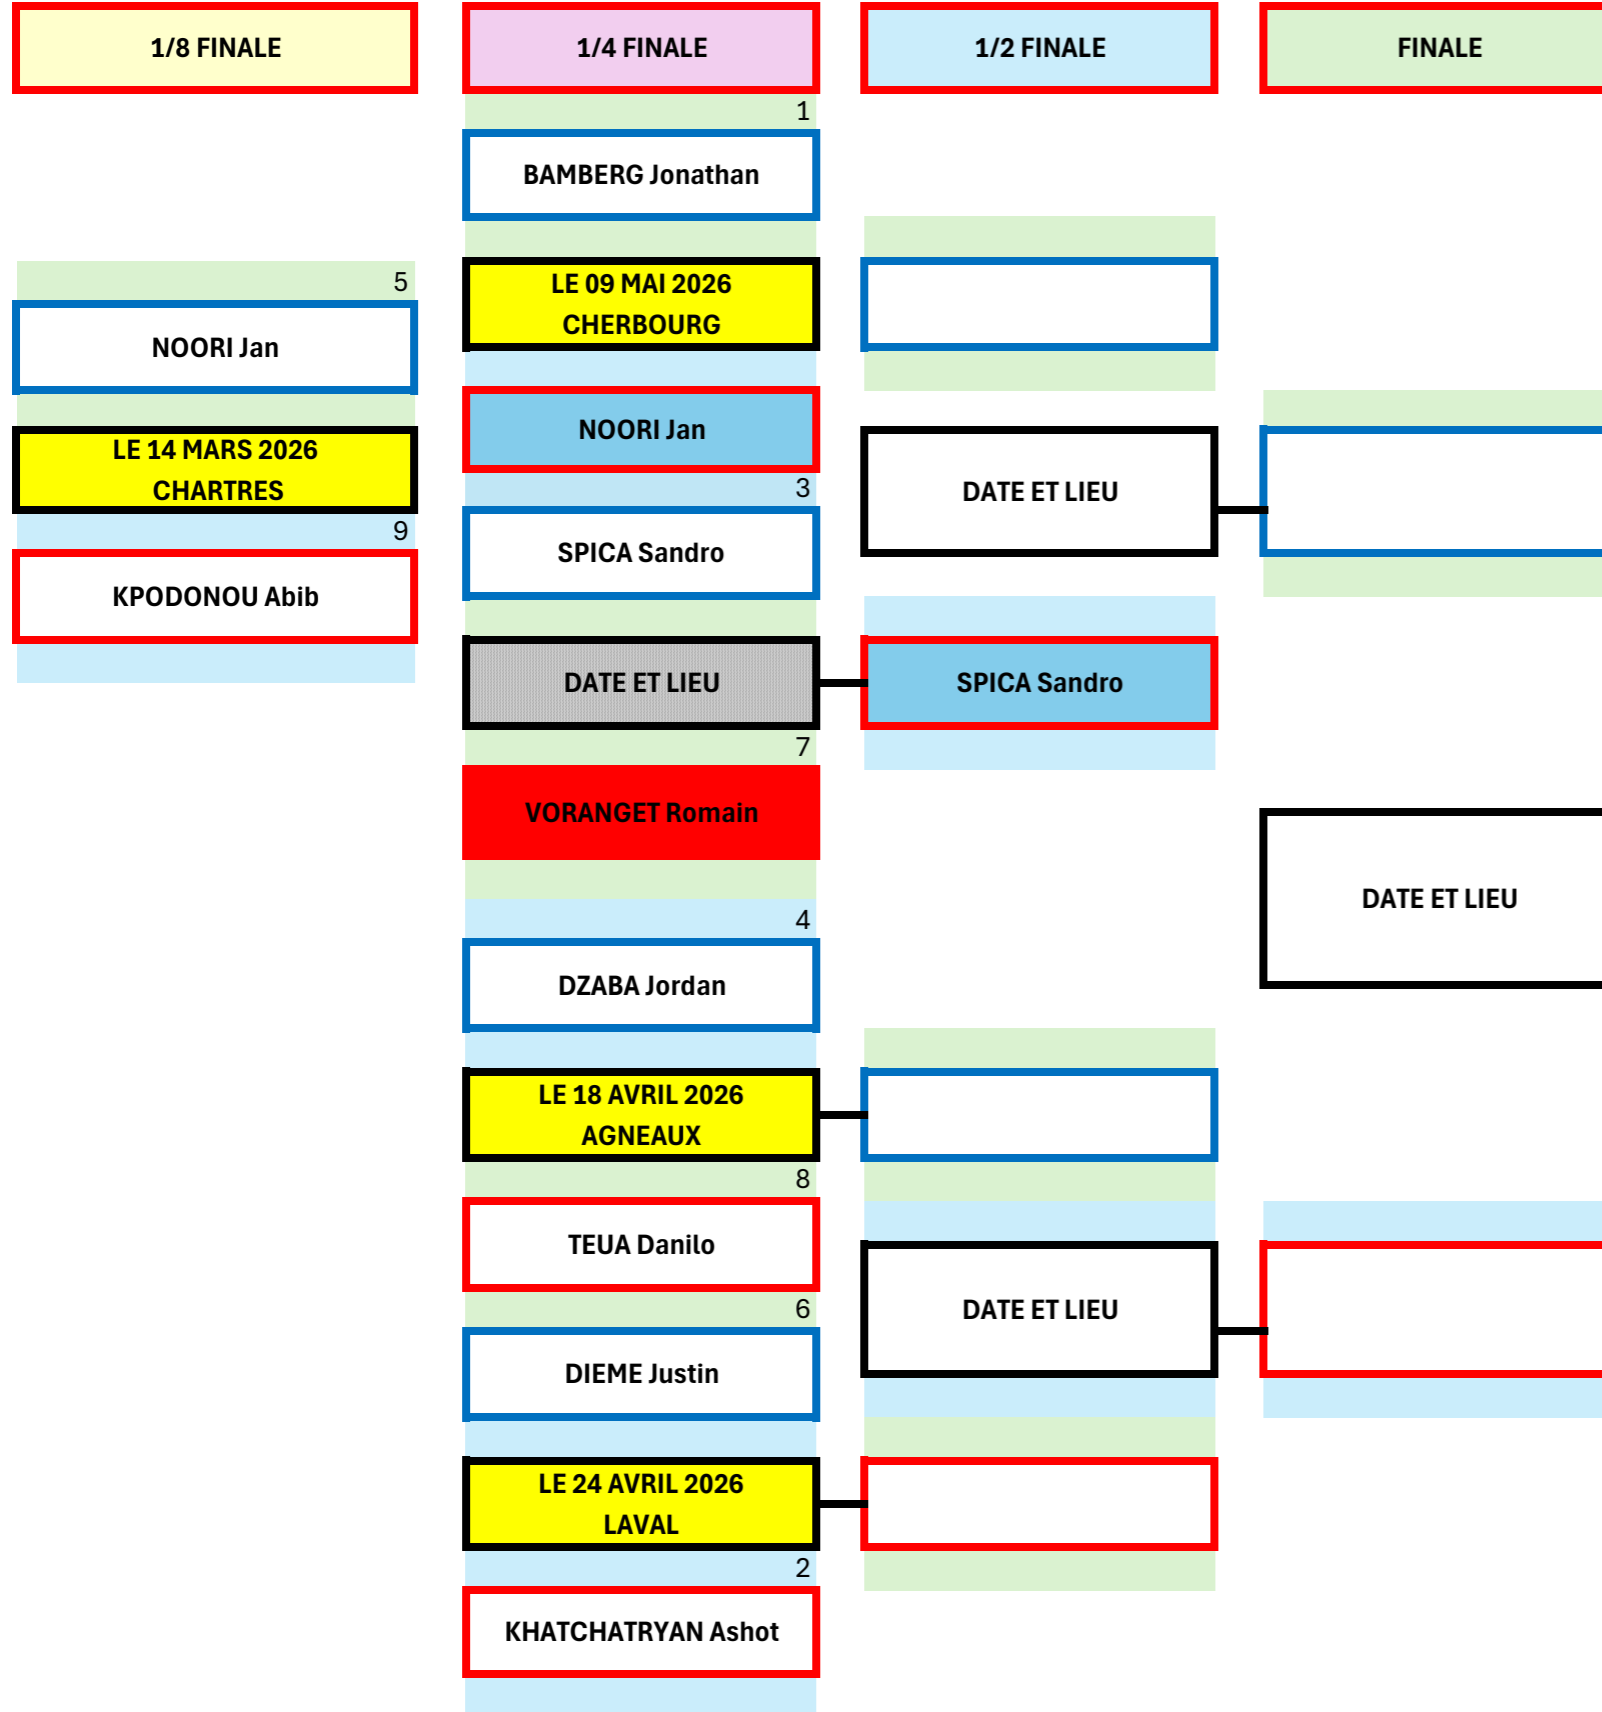 1/8 FINALE
1/4 FINALE
1/2 FINALE
FINALE
5
NOORI Jan
LE 14 MARS 2026
CHARTRES
9
KPODONOU Abib
1
BAMBERG Jonathan
LE 09 MAI 2026
CHERBOURG
NOORI Jan
3
SPICA Sandro
DATE ET LIEU
7
VORANGET Romain
4
DZABA Jordan
LE 18 AVRIL 2026
AGNEAUX
8
TEUA Danilo
6
DIEME Justin
LE 24 AVRIL 2026
LAVAL
2
KHATCHATRYAN Ashot
DATE ET LIEU
SPICA Sandro
DATE ET LIEU
DATE ET LIEU